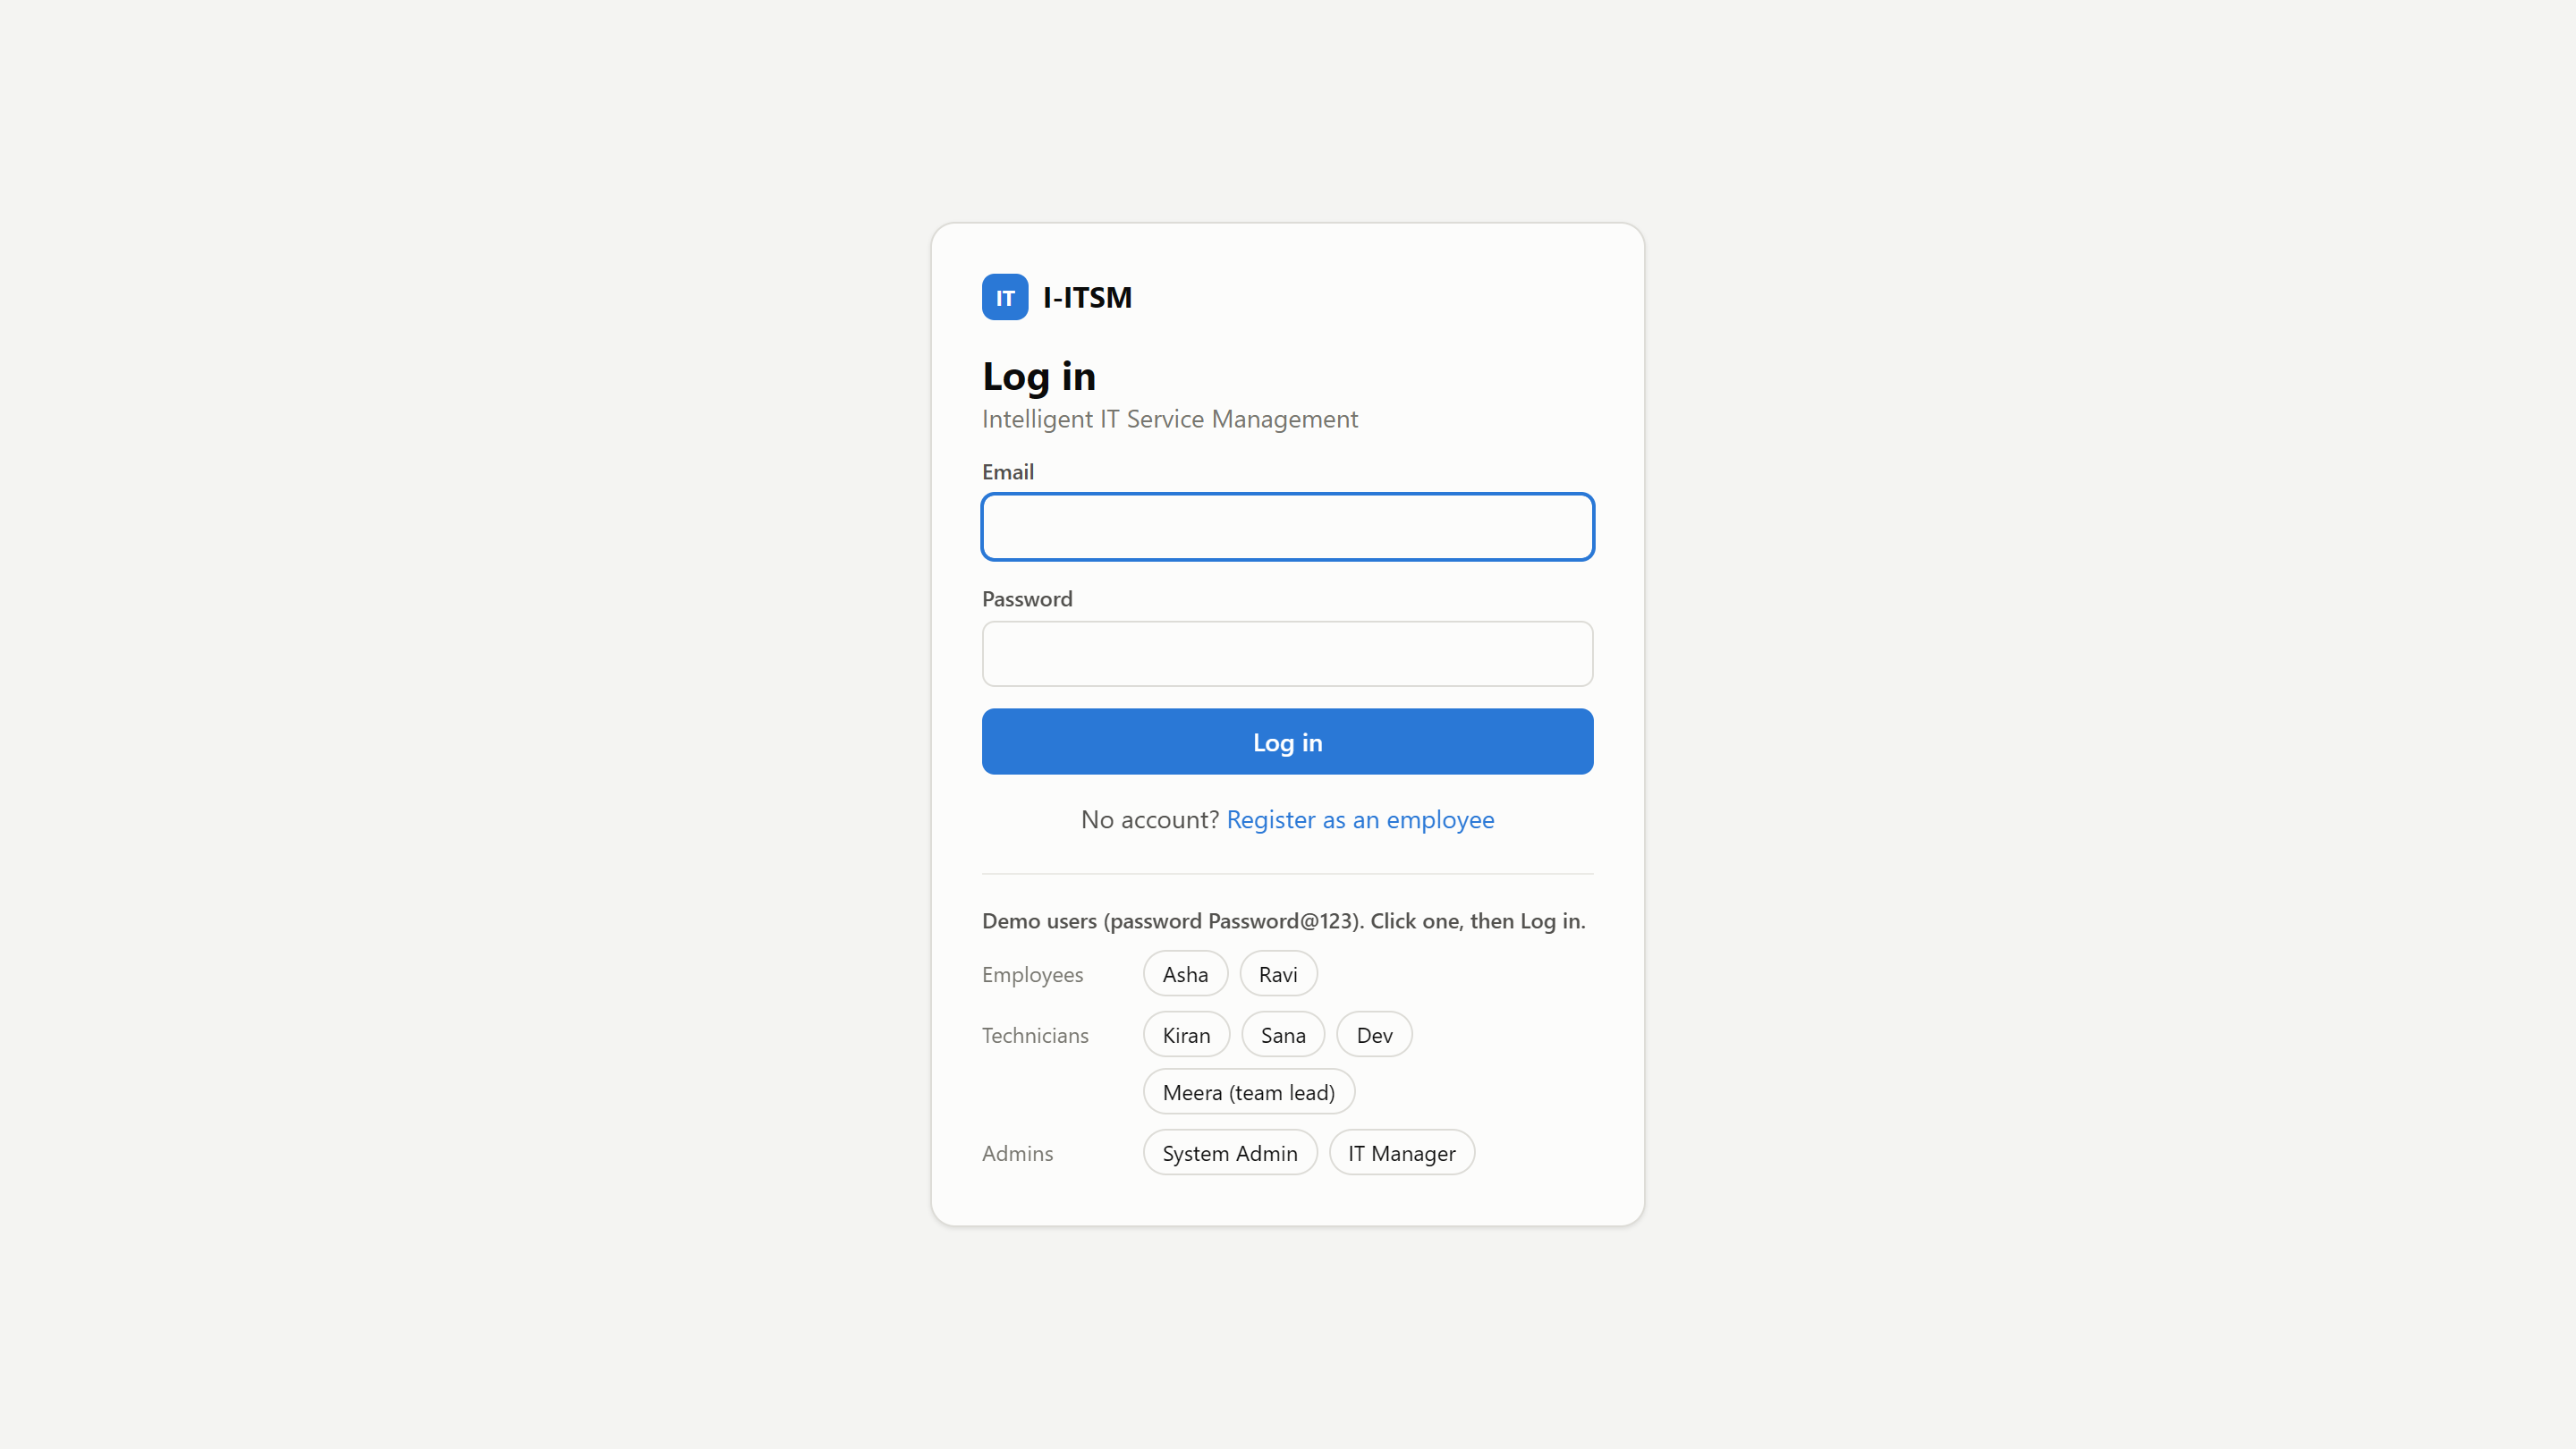 IT I-ITSM
Log in
Intelligent IT Service Management
Email
Password
Log in
No account? Register as an employee
Demo users (password Password@123). Click one, then Log in.
Employees Asha Ravi
Technicians Kiran Sana Dev
Meera (team lead)
Admins System Admin IT Manager